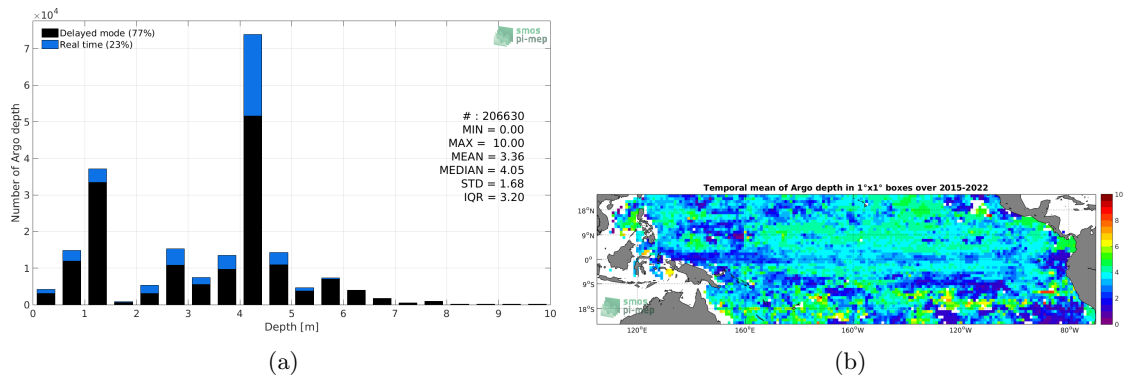 ×10⁴
Delayed mode (77%)
Real time (23%)
smos
pi-mep
7
6
5
4
3
2
1
0
Number of Argo depth
# : 206630
MIN = 0.00
MAX = 10.00
MEAN = 3.36
MEDIAN = 4.05
STD = 1.68
IQR = 3.20
0 1 2 3 4 5 6 7 8 9 10
Depth [m]
(a)
Temporal mean of Argo depth in 1°x1° boxes over 2015-2022
18°N
9°N
0°
9°S
18°S
smos
pi-mep
120°E 160°E 160°W 120°W 80°W
10
8
6
4
2
0
(b)